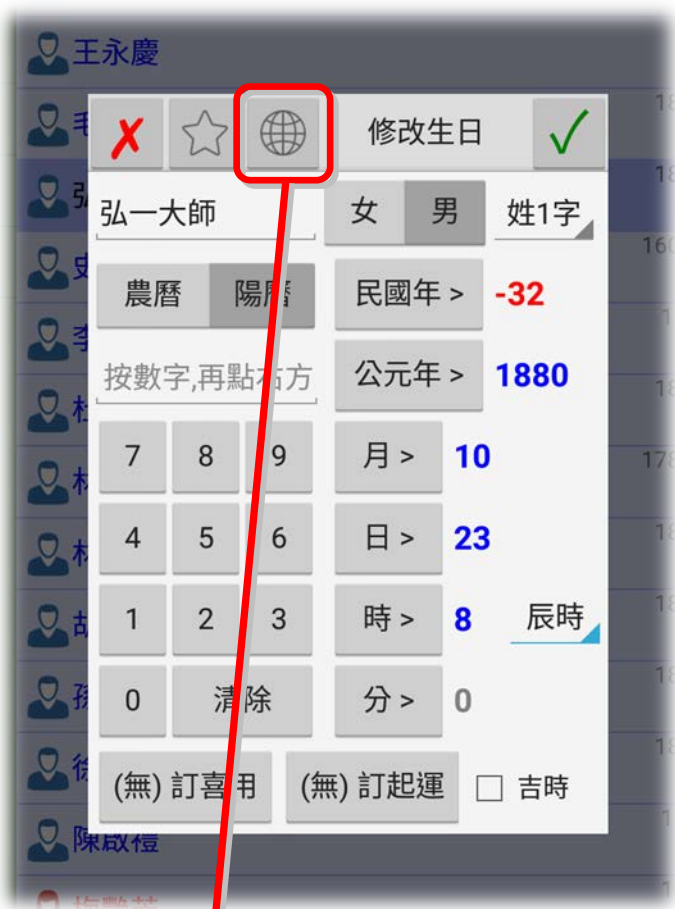 王永慶
修改生日
弘一大師 女 男 姓1字
農曆 陽曆 民國年 > -32
按數字,再點右方 公元年 > 1880
7 8 9 月 > 10
4 5 6 日 > 23
1 2 3 時 > 8 辰時
0 清除 分 > 0
(無) 訂喜用 (無) 訂起運 吉時
陳啟禮